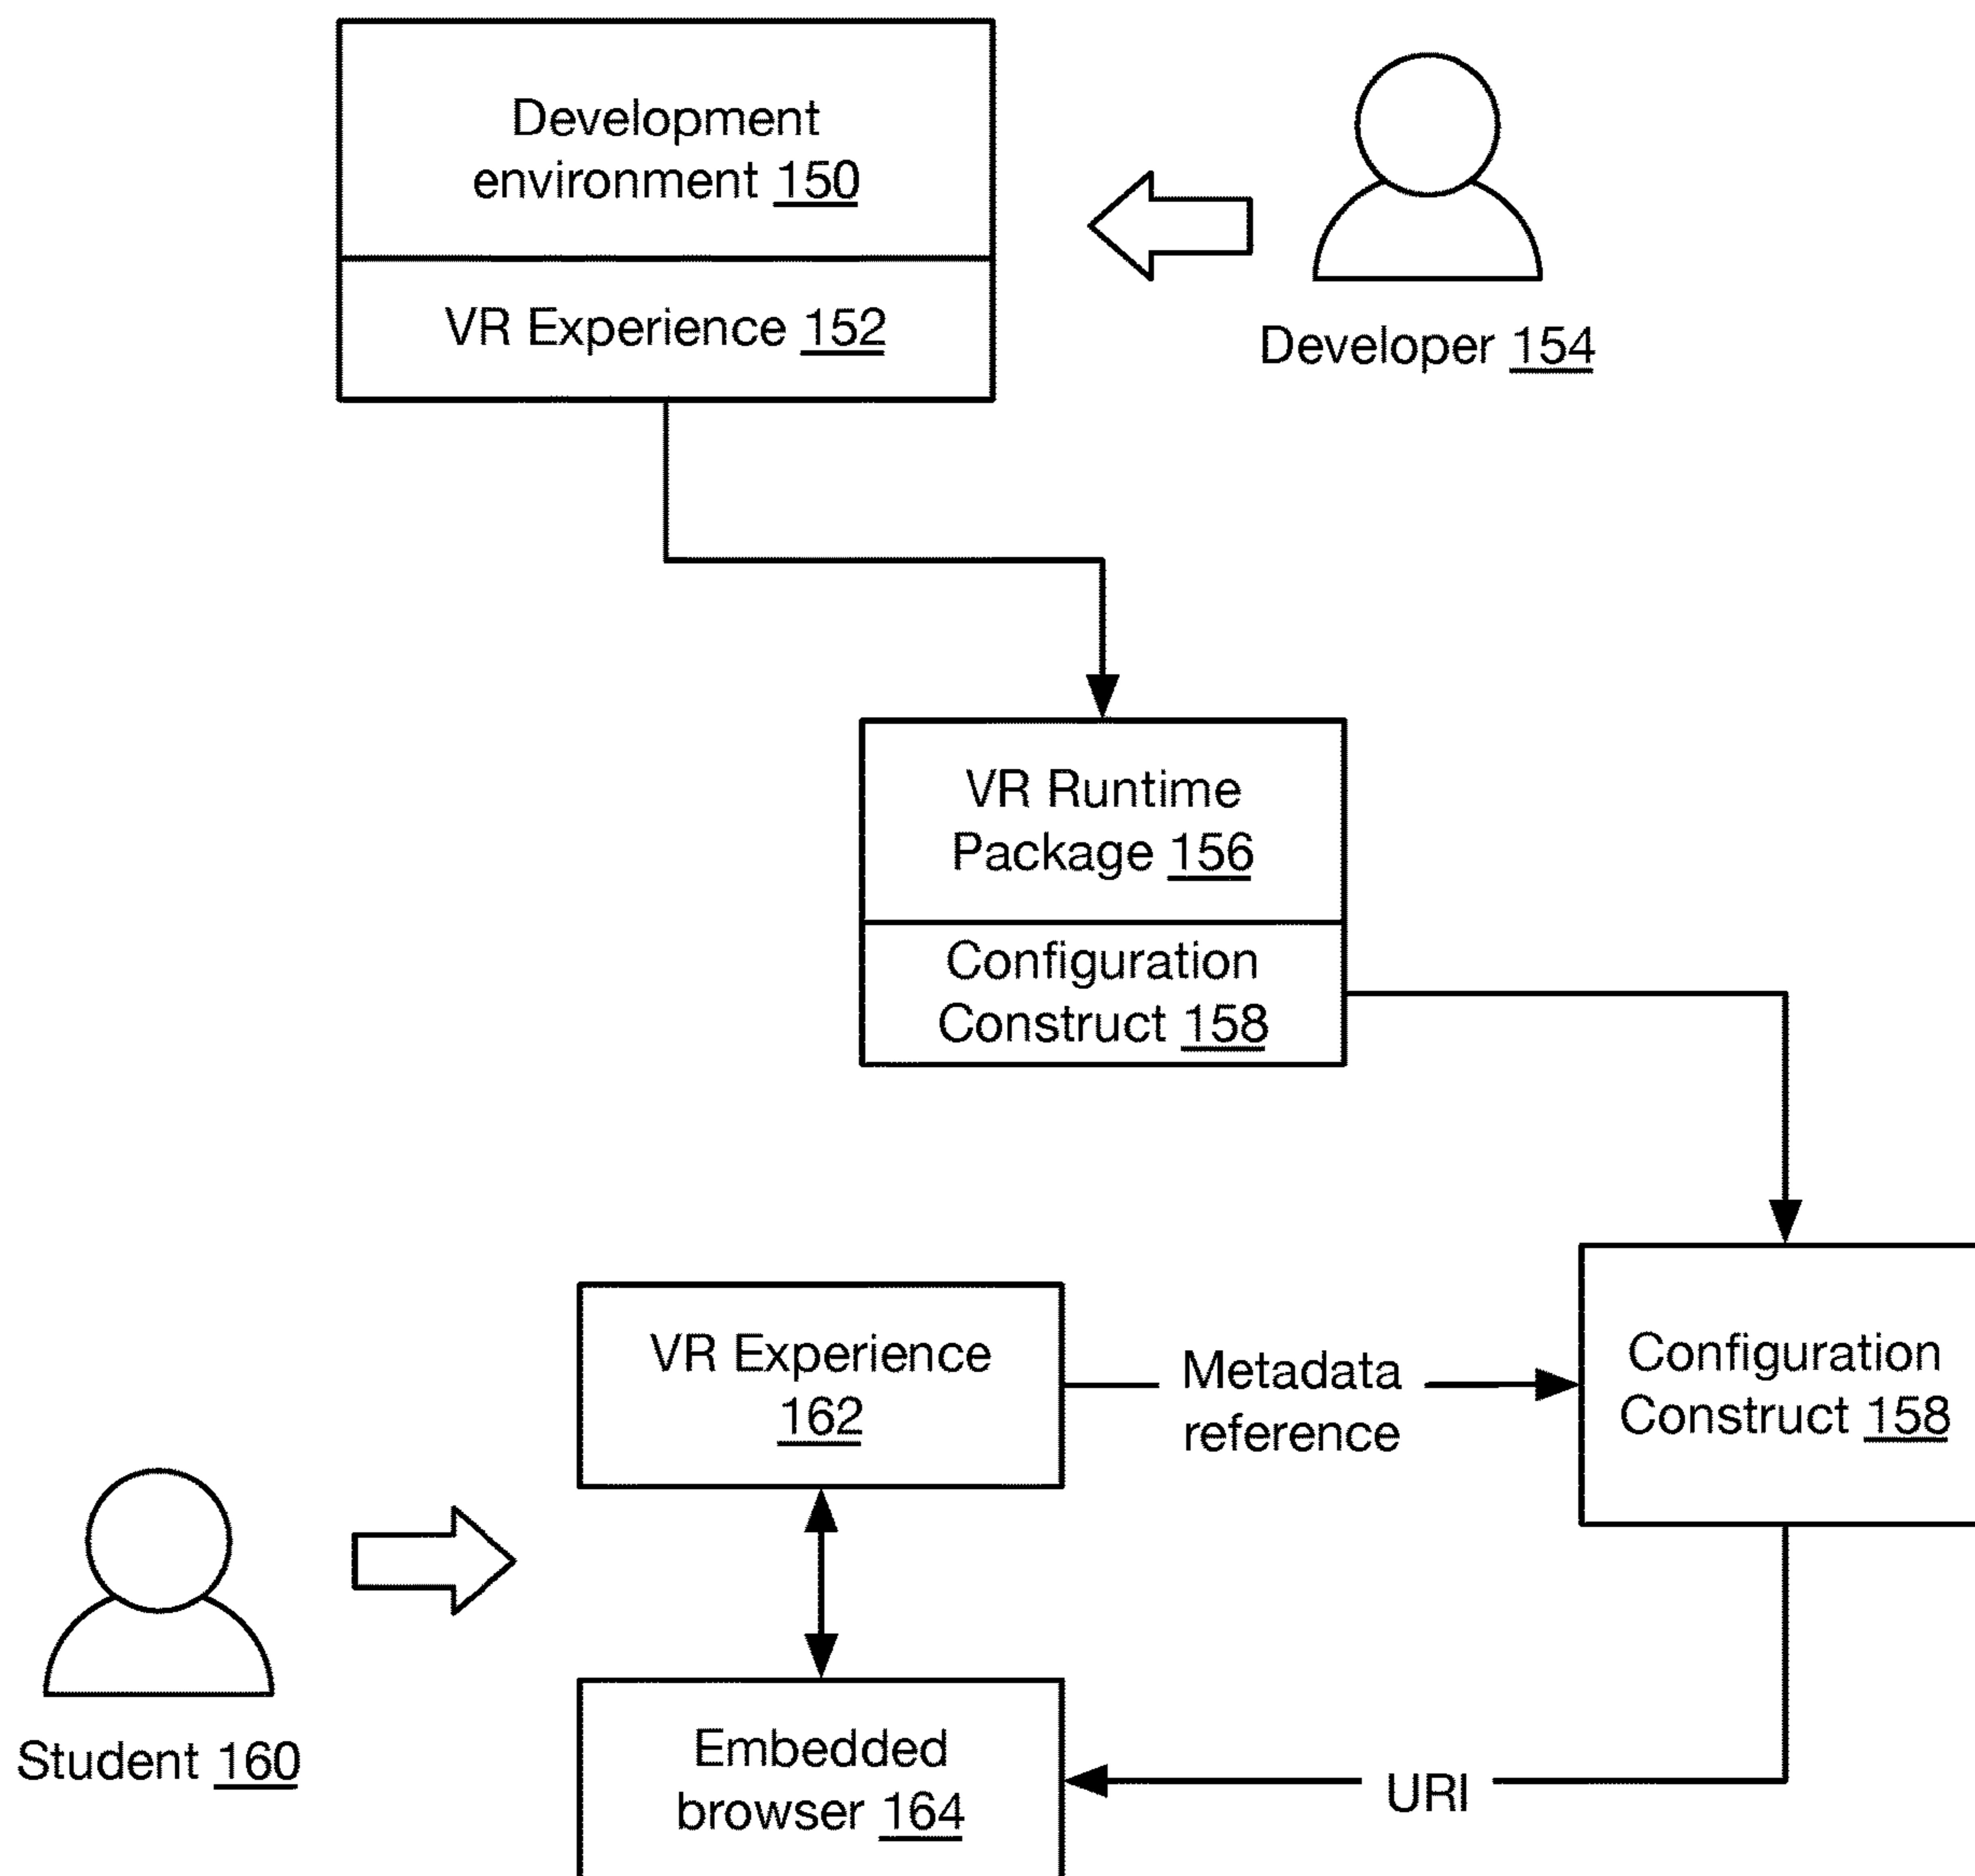 Development
environment 150
VR Experience 152
Developer 154
VR Runtime
Package 156
Configuration
Construct 158
VR Experience
162
Metadata
reference
Configuration
Construct 158
Student 160
Embedded
browser 164
URI